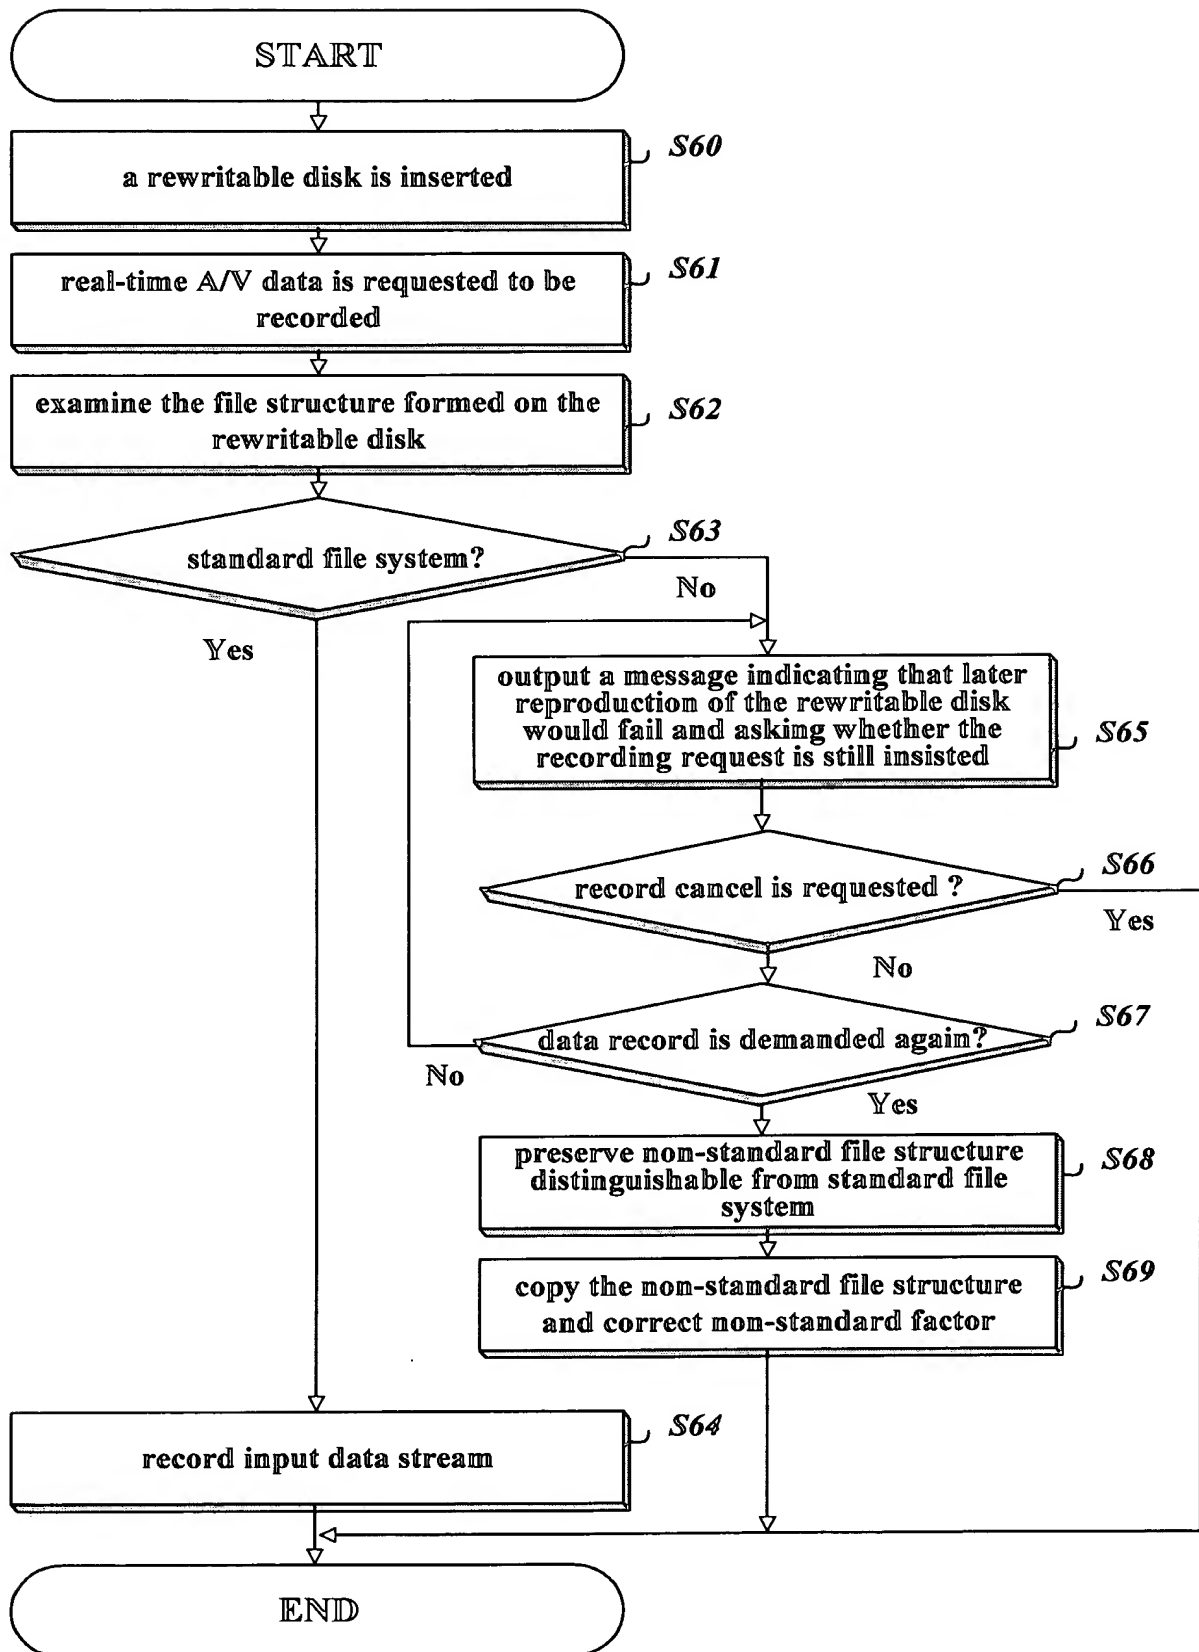 START
a rewritable disk is inserted
S60
real-time A/V data is requested to be
recorded
S61
examine the file structure formed on the
rewritable disk
S62
standard file system?
S63
No
Yes
output a message indicating that later
reproduction of the rewritable disk
would fail and asking whether the
recording request is still insisted
S65
record cancel is requested ?
S66
Yes
No
data record is demanded again?
S67
No
Yes
preserve non-standard file structure
distinguishable from standard file
system
S68
copy the non-standard file structure
and correct non-standard factor
S69
record input data stream
S64
END